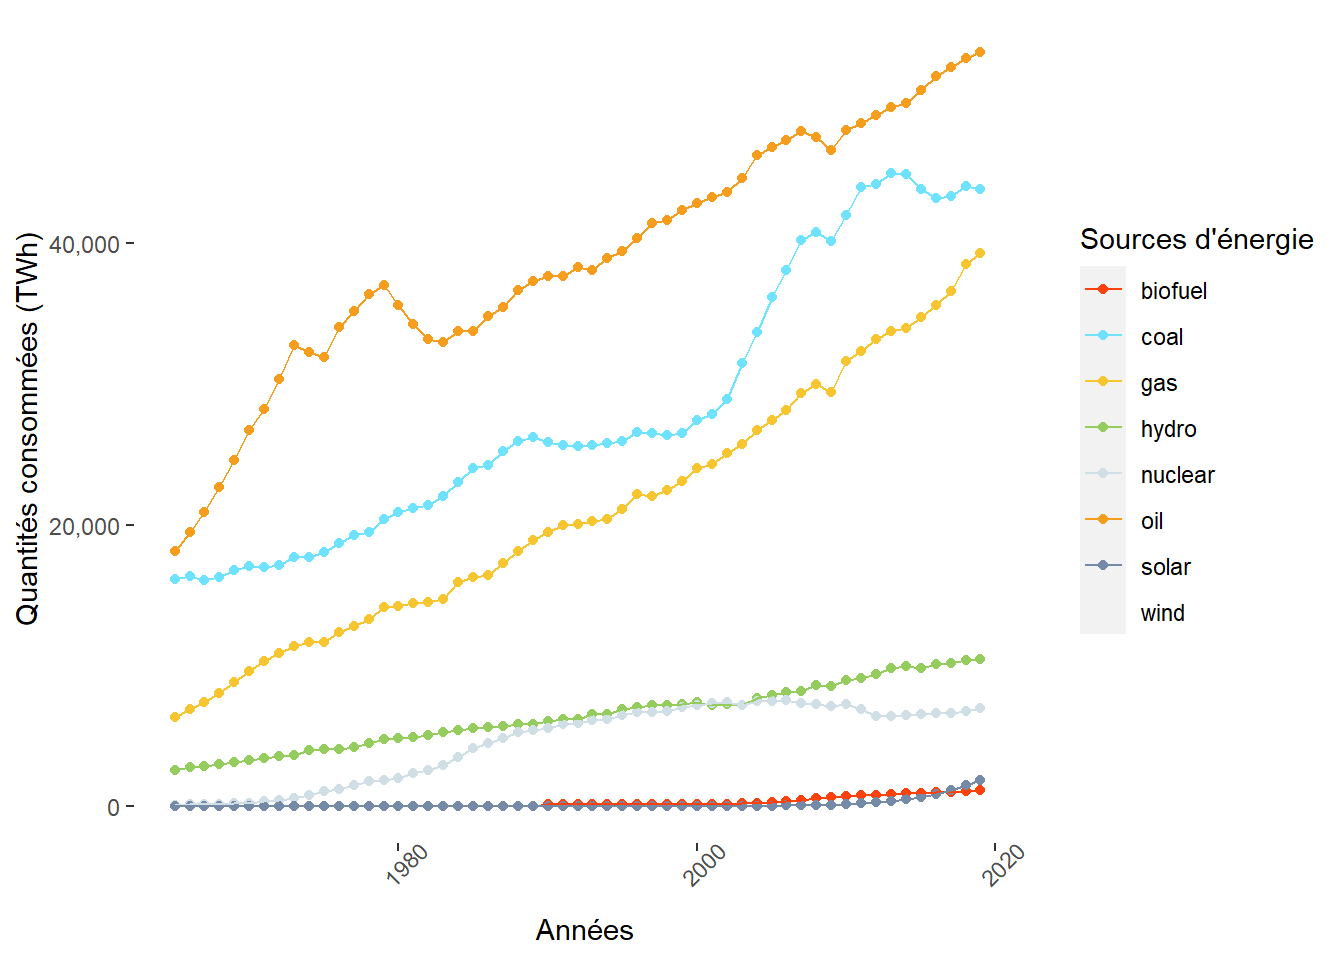 Quantités consommées (TWh)
40,000
20,000
0
1980
2000
2020
Années
Sources d'énergie
biofuel
coal
gas
hydro
nuclear
oil
solar
wind